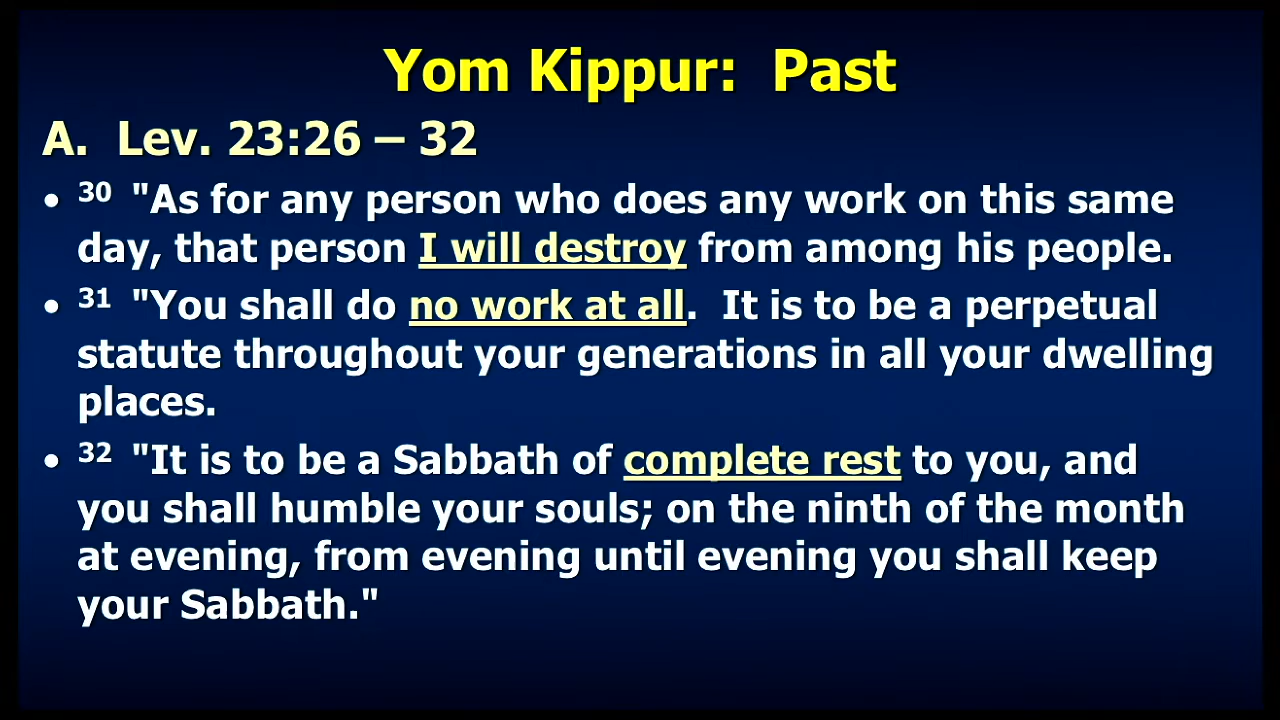 Yom Kippur:  Past
A.  Lev. 23:26 – 32
• 30 "As for any person who does any work on this same
day, that person I will destroy from among his people.
• 31 "You shall do no work at all.  It is to be a perpetual
statute throughout your generations in all your dwelling
places.
• 32 "It is to be a Sabbath of complete rest to you, and
you shall humble your souls; on the ninth of the month
at evening, from evening until evening you shall keep
your Sabbath."